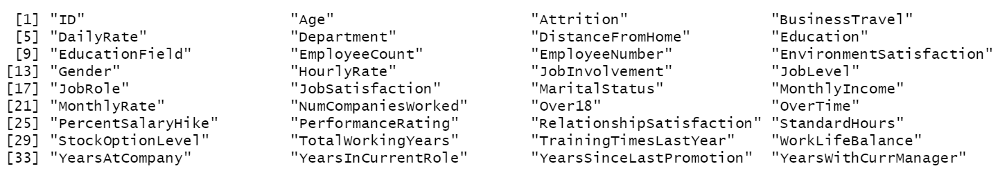 [1] "ID" "Age" "Attrition" "BusinessTravel"
[5] "DailyRate" "Department" "DistanceFromHome" "Education"
[9] "EducationField" "EmployeeCount" "EmployeeNumber" "EnvironmentSatisfaction"
[13] "Gender" "HourlyRate" "JobInvolvement" "JobLevel"
[17] "JobRole" "JobSatisfaction" "MaritalStatus" "MonthlyIncome"
[21] "MonthlyRate" "NumCompaniesWorked" "Over18" "OverTime"
[25] "PercentSalaryHike" "PerformanceRating" "RelationshipSatisfaction" "StandardHours"
[29] "StockOptionLevel" "TotalWorkingYears" "TrainingTimesLastYear" "WorkLifeBalance"
[33] "YearsAtCompany" "YearsInCurrentRole" "YearsSinceLastPromotion" "YearsWithCurrManager"